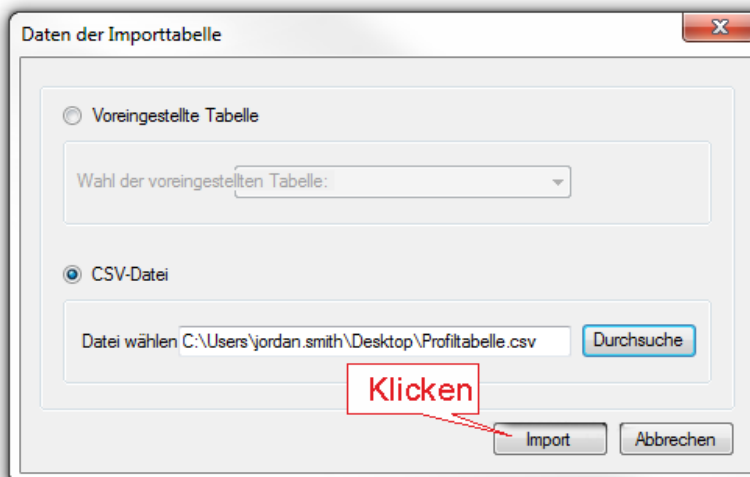 Daten der Importtabelle
Voreingestellte Tabelle
Wahl der voreingestellten Tabelle:
CSV-Datei
Datei wählen C:\Users\jordan.smith\Desktop\Profiltabelle.csv Durchsuche
Klicken
Import Abbrechen